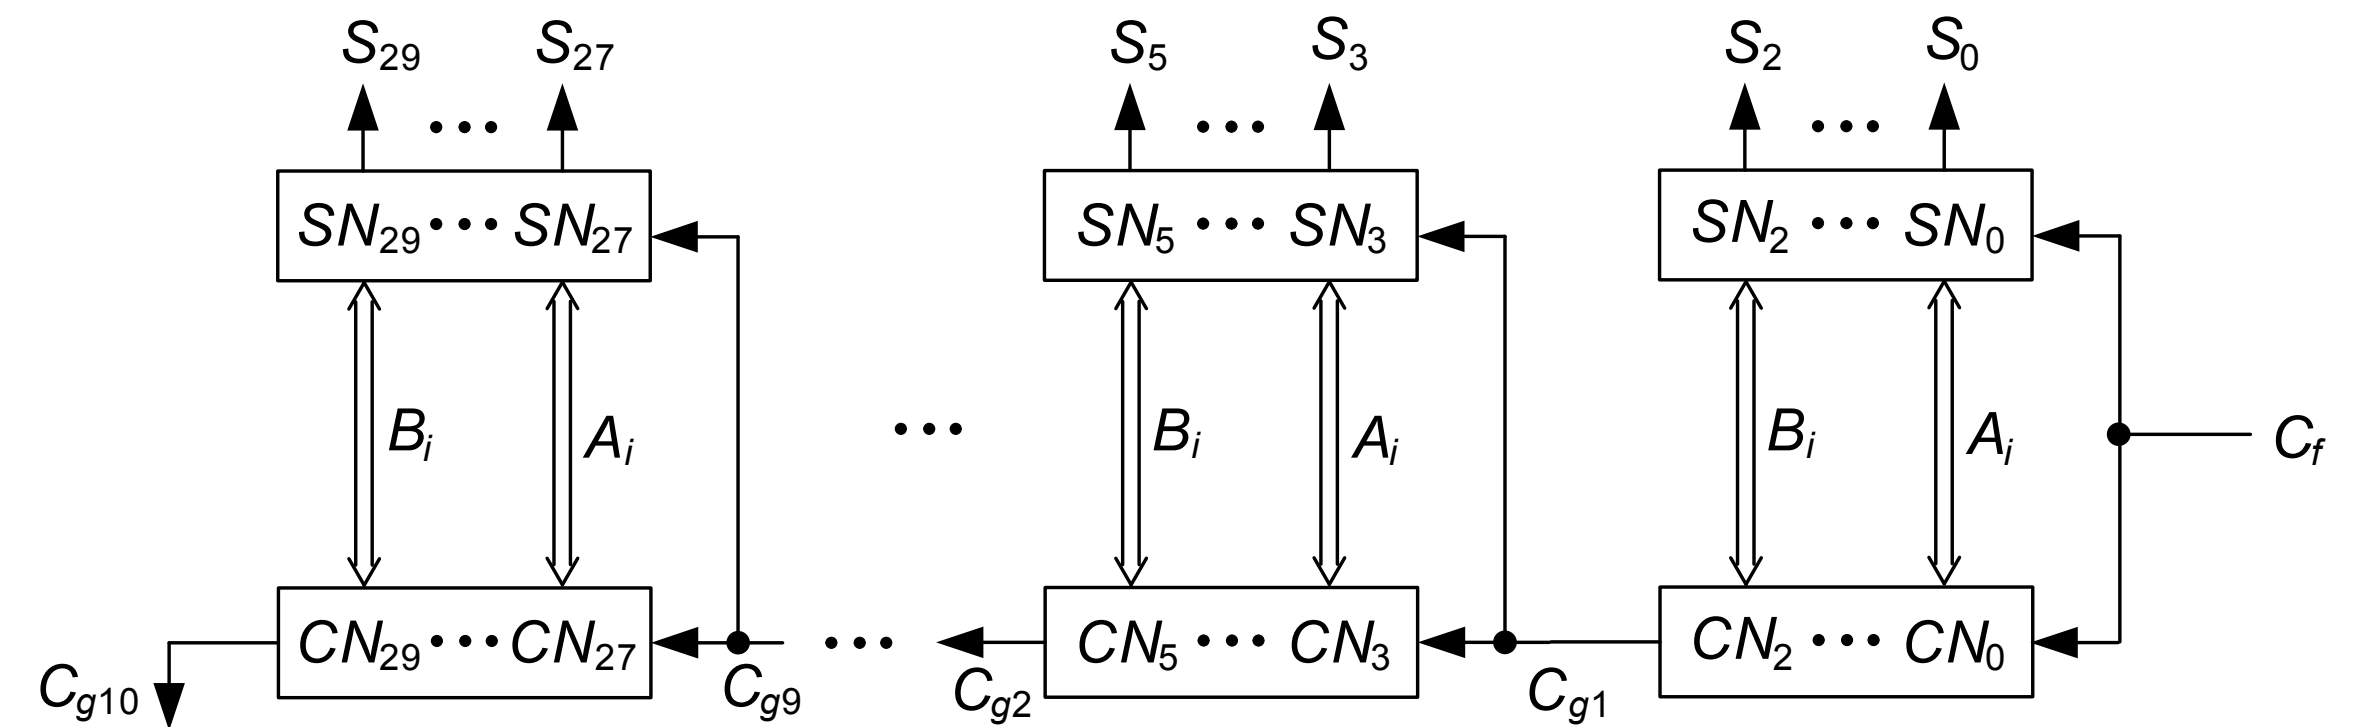 S29 S27 S5 S3 S2 S0
SN29 ••• SN27 SN5 ••• SN3 SN2 ••• SN0
Bi Ai ••• Bi Ai Bi Ai Cf
CN29 ••• CN27 ••• CN5 ••• CN3 CN2 ••• CN0
Cg10 Cg9 Cg2 Cg1